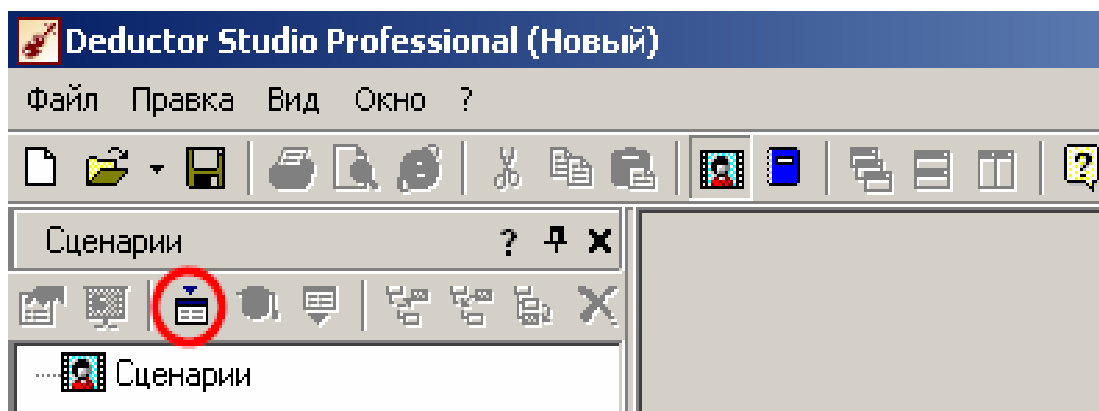 Deductor Studio Professional (Новый)
Файл Правка Вид Окно ?
Сценарии ?
Сценарии